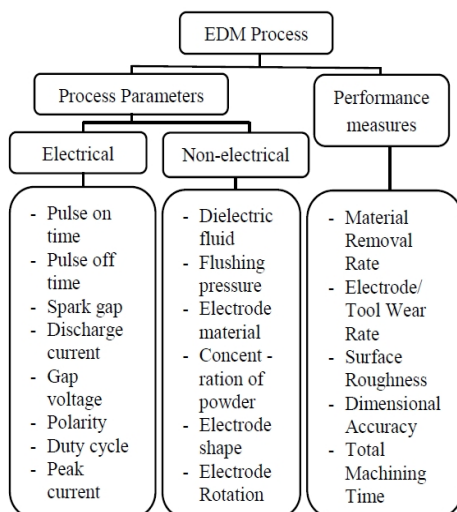 EDM Process
Process Parameters
Performance
measures
Electrical
Non-electrical
- Pulse on
time
- Pulse off
time
- Spark gap
- Discharge
current
- Gap
voltage
- Polarity
- Duty cycle
- Peak
current
- Dielectric
fluid
- Flushing
pressure
- Electrode
material
- Concent -
ration of
powder
- Electrode
shape
- Electrode
Rotation
- Material
Removal
Rate
- Electrode/
Tool Wear
Rate
- Surface
Roughness
- Dimensional
Accuracy
- Total
Machining
Time